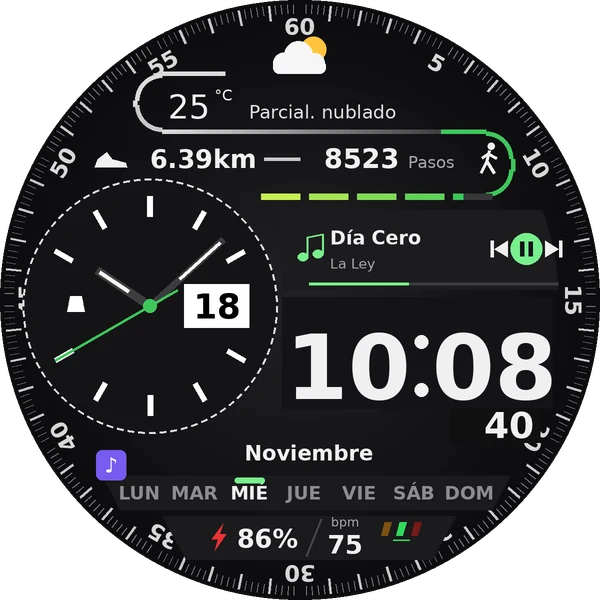 60
55
5
25 °C
Parcial. nublado
50
6.39km
8523 Pasos
10
Día Cero
La Ley
18
15
10:08
40
40
Noviembre
LUN MAR MIÉ JUE VIE SÁB DOM
35
86%
bpm
75
30